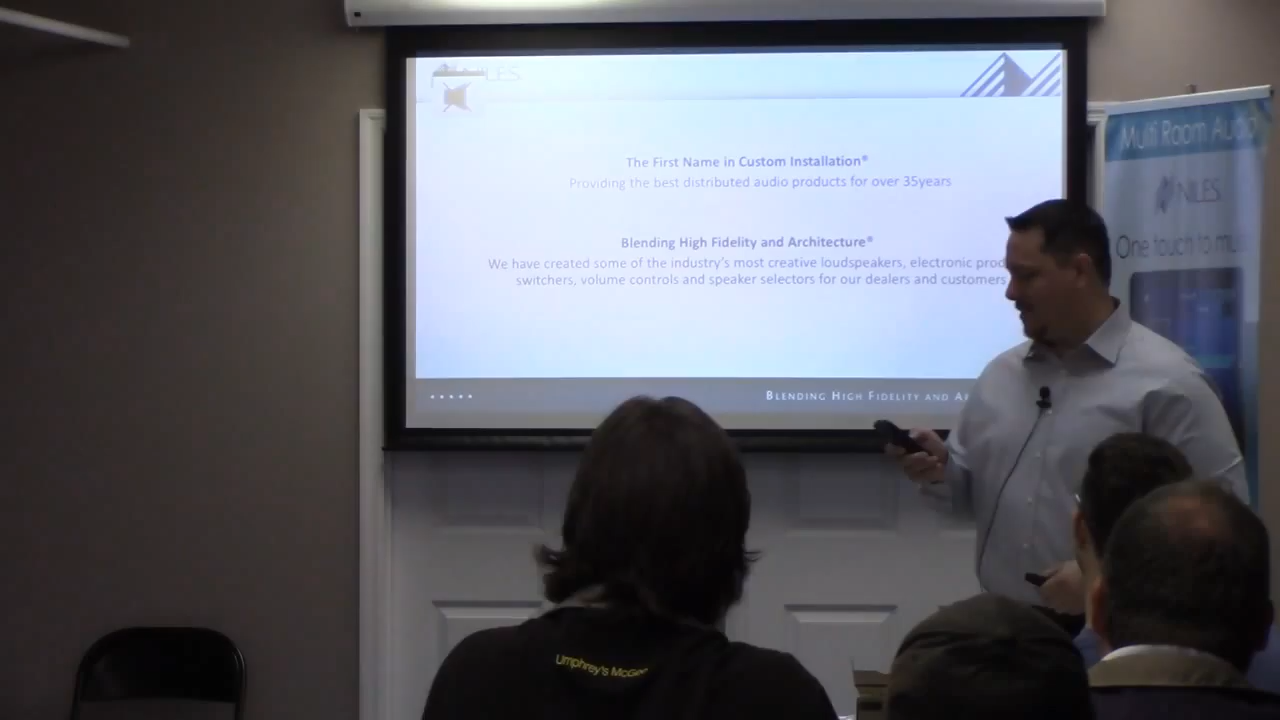 The First Name in Custom Installation®
Providing the best distributed audio products for over 35years
Blending High Fidelity and Architecture®
We have created some of the industry's most creative loudspeakers, electronic prod
switchers, volume controls and speaker selectors for our dealers and customers
BLENDING HIGH FIDELITY AND A
Multi Room Audio
NILES
One touch to mu
Umphrey's McGee